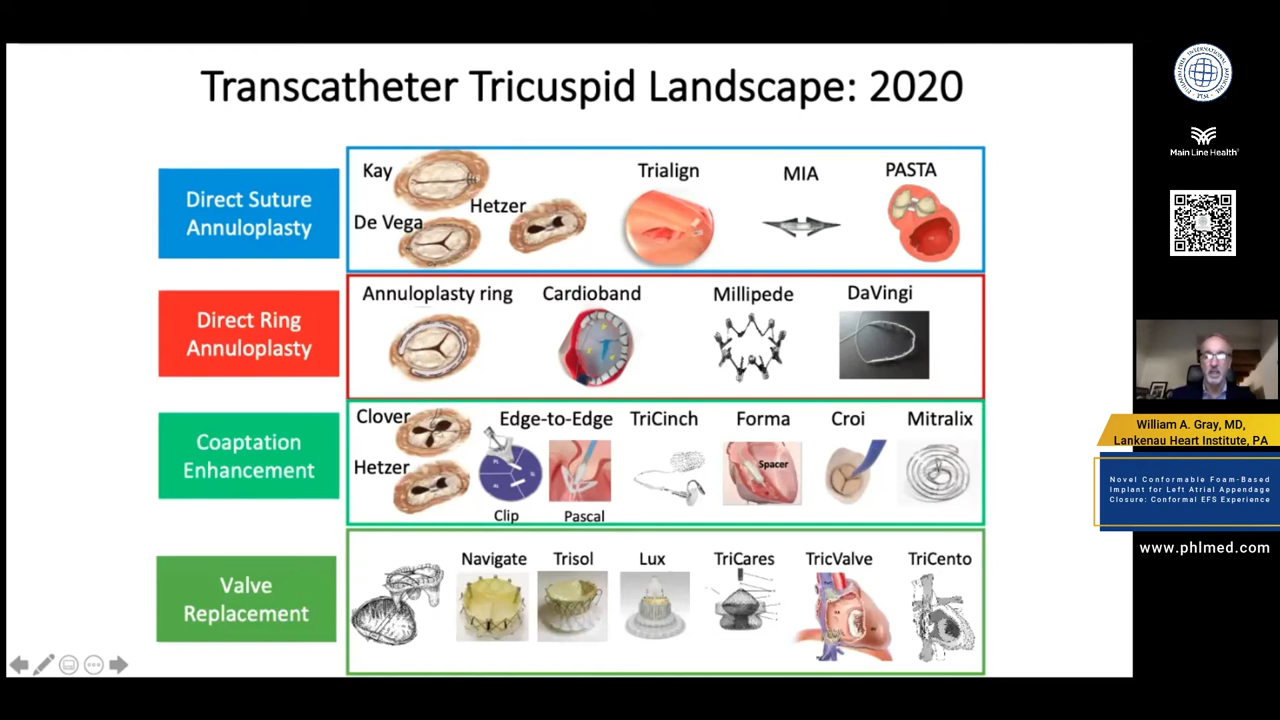 Transcatheter Tricuspid Landscape: 2020
Direct Suture
Annuloplasty
Kay
De Vega
Hetzer
Trialign
MIA
PASTA
Direct Ring
Annuloplasty
Annuloplasty ring
Cardioband
Millipede
DaVingi
Coaptation
Enhancement
Clover
Hetzer
Edge-to-Edge
Clip
Pascal
TriCinch
Forma
Spacer
Croi
Mitralix
Valve
Replacement
Navigate
Trisol
Lux
TriCares
TricValve
TriCento
PHILADELPHIA INTERNATIONAL MEDICINE
Main Line Health®
William A. Gray, MD,
Lankenau Heart Institute, PA
Novel Conformable Foam-Based
Implant for Left Atrial Appendage
Closure: Conformal EFS Experience
www.phlmed.com